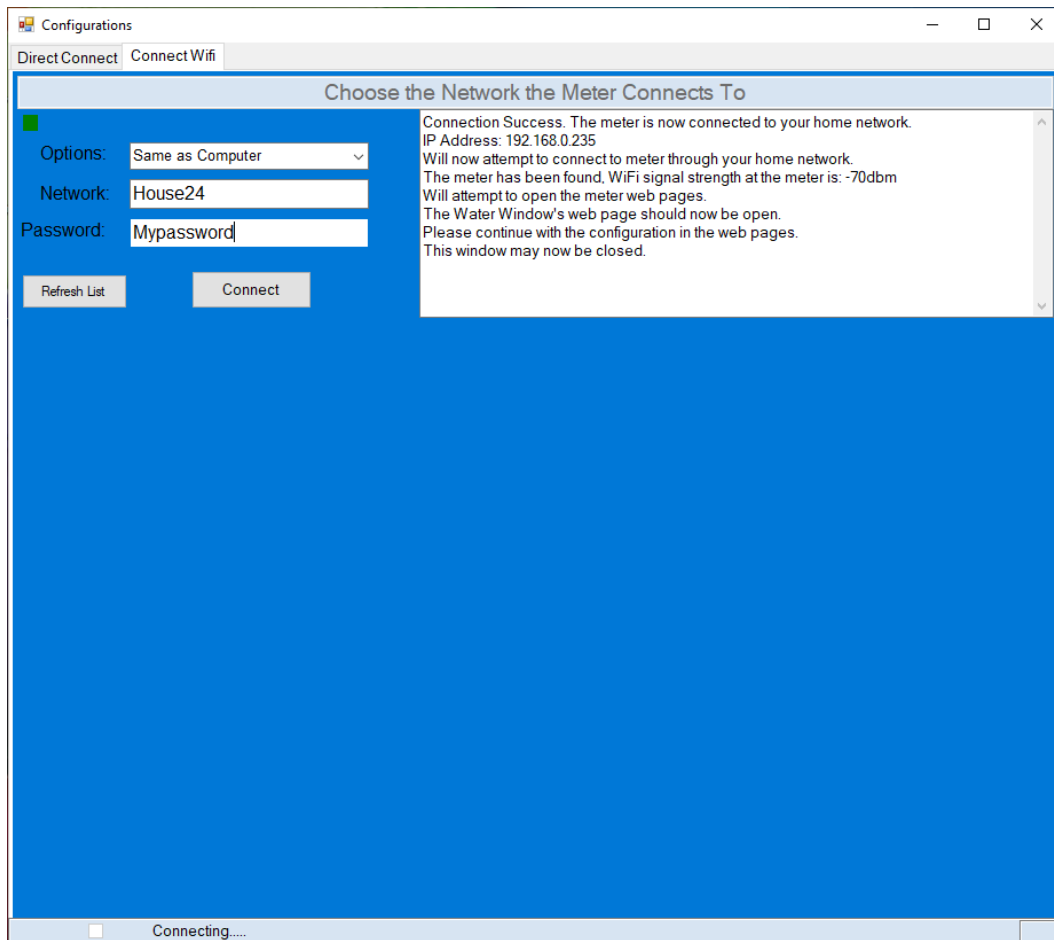 Configurations
Direct Connect Connect Wifi
Choose the Network the Meter Connects To
Options: Same as Computer
Network: House24
Password: Mypassword
Refresh List Connect
Connection Success. The meter is now connected to your home network.
IP Address: 192.168.0.235
Will now attempt to connect to meter through your home network.
The meter has been found, WiFi signal strength at the meter is: -70dbm
Will attempt to open the meter web pages.
The Water Window's web page should now be open.
Please continue with the configuration in the web pages.
This window may now be closed.
Connecting.....